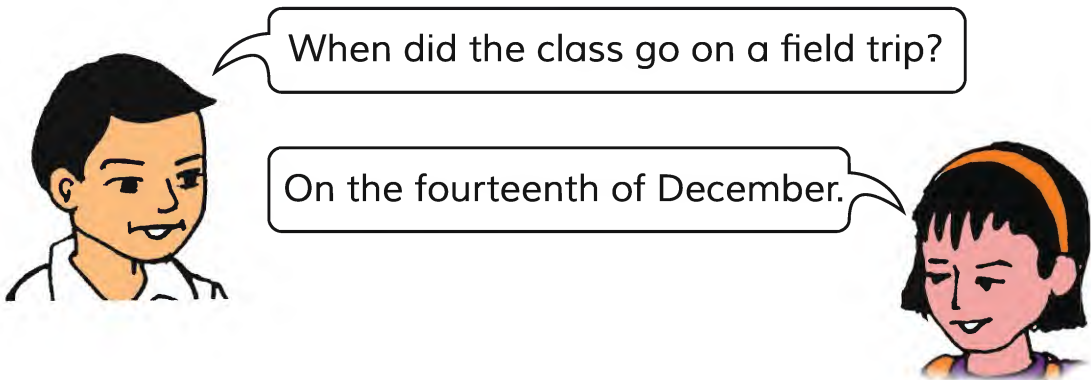 When did the class go on a field trip?
On the fourteenth of December.